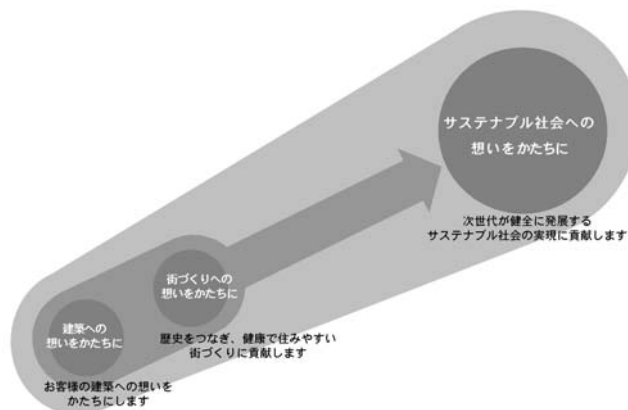 サステナブル社会への
想いをかたちに
次世代が健全に発展する
サステナブル社会の実現に貢献します
街づくりへの
想いをかたちに
歴史をつなぎ、健康で住みやすい
街づくりに貢献します
建築への
想いをかたちに
お客様の建築への想いを
かたちにします